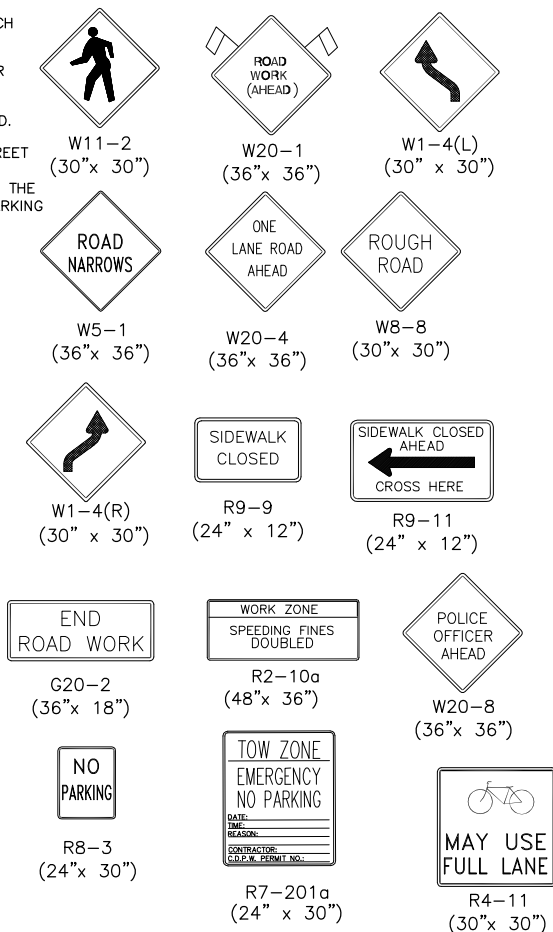 CH
R
D.
REET
THE
ARKING
W11-2
(30"x 30")
ROAD
WORK
(AHEAD)
W20-1
(36"x 36")
W1-4(L)
(30" x 30")
ROAD
NARROWS
W5-1
(36"x 36")
ONE
LANE ROAD
AHEAD
W20-4
(36"x 36")
ROUGH
ROAD
W8-8
(30"x 30")
W1-4(R)
(30" x 30")
SIDEWALK
CLOSED
R9-9
(24" x 12")
SIDEWALK CLOSED
AHEAD
CROSS HERE
R9-11
(24" x 12")
END
ROAD WORK
G20-2
(36"x 18")
WORK ZONE
SPEEDING FINES
DOUBLED
R2-10a
(48"x 36")
POLICE
OFFICER
AHEAD
W20-8
(36"x 36")
NO
PARKING
R8-3
(24"x 30")
TOW ZONE
EMERGENCY
NO PARKING
DATE:
TIME:
REASON:
CONTRACTOR:
C.D.P.W. PERMIT NO.:
R7-201a
(24" x 30")
MAY USE
FULL LANE
R4-11
(30"x 30")